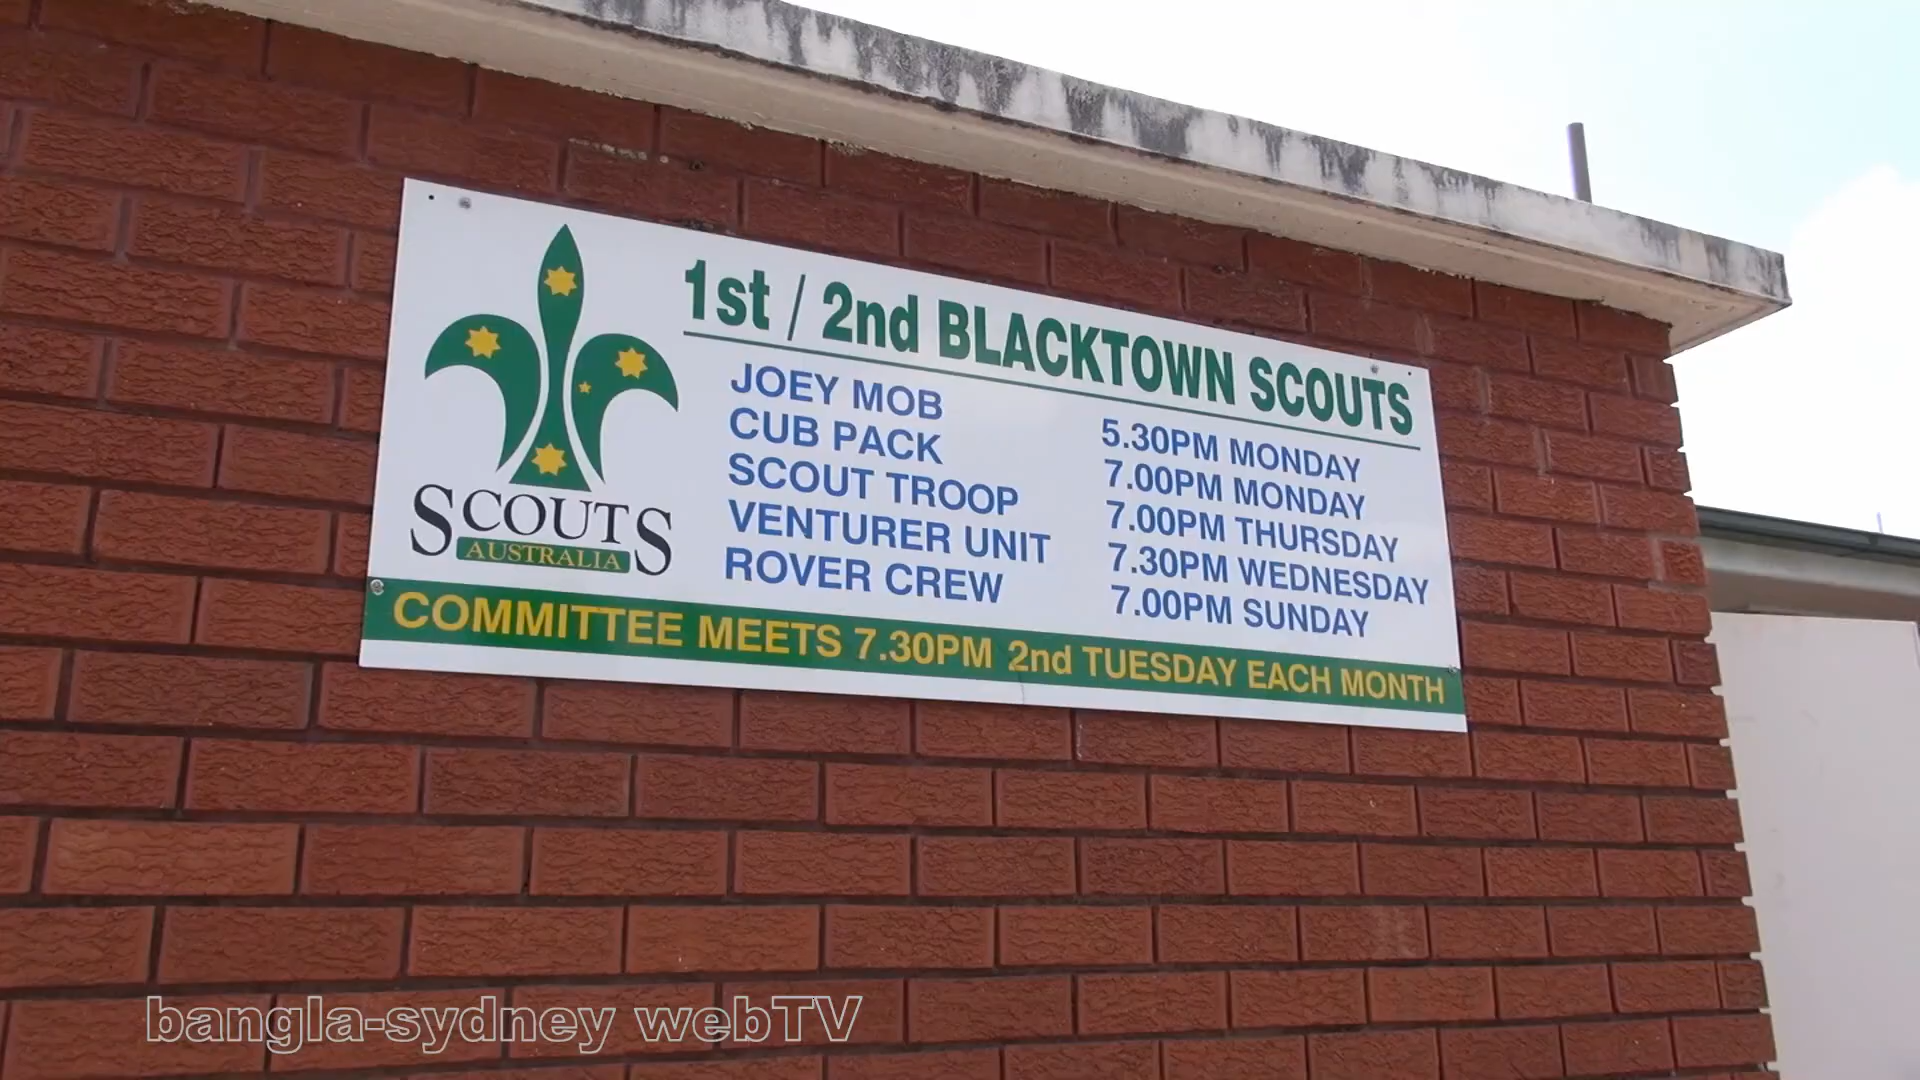 1st / 2nd BLACKTOWN SCOUTS
JOEY MOB 5.30PM MONDAY
CUB PACK 7.00PM MONDAY
SCOUT TROOP 7.00PM THURSDAY
VENTURER UNIT 7.30PM WEDNESDAY
ROVER CREW 7.00PM SUNDAY
SCOUTS
AUSTRALIA
COMMITTEE MEETS 7.30PM 2nd TUESDAY EACH MONTH
bangla-sydney webTV